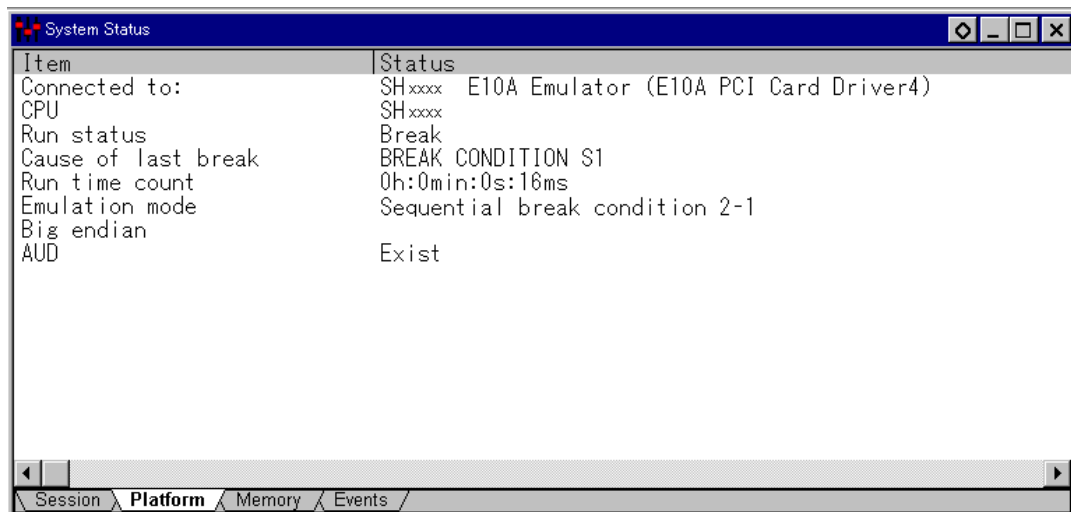 System Status
Item Status
Connected to: SHxxxx E10A Emulator (E10A PCI Card Driver4)
CPU SHxxxx
Run status Break
Cause of last break BREAK CONDITION S1
Run time count 0h:0min:0s:16ms
Emulation mode Sequential break condition 2-1
Big endian
AUD Exist
Session Platform Memory Events